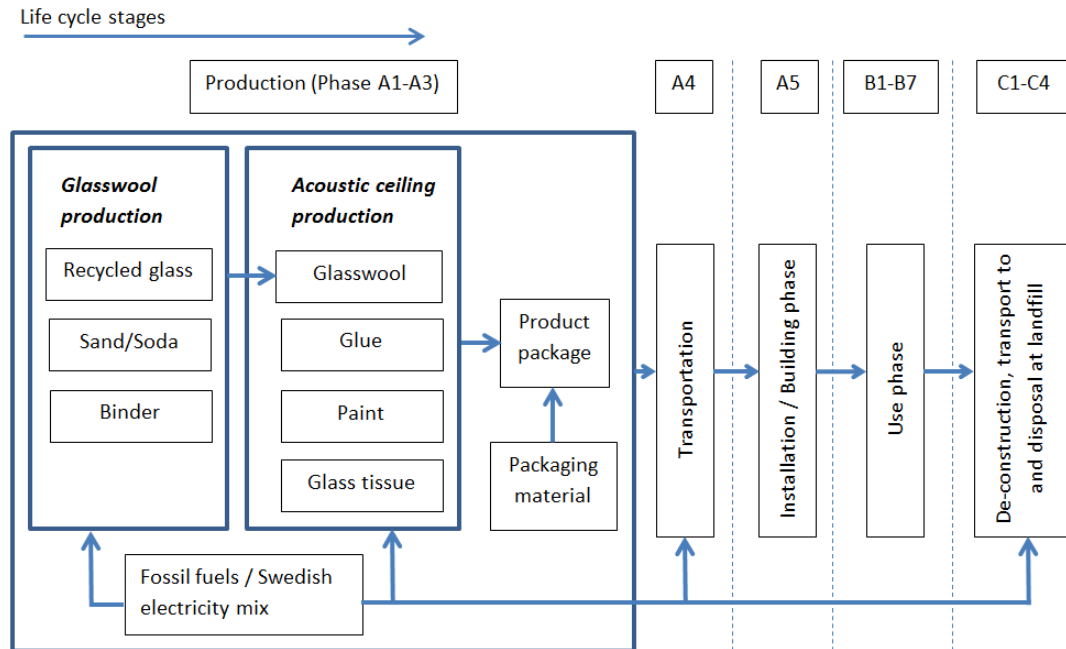 Life cycle stages
Production (Phase A1-A3)
A4
A5
B1-B7
C1-C4
Glasswool
production
Recycled glass
Sand/Soda
Binder
Acoustic ceiling
production
Glasswool
Glue
Paint
Glass tissue
Product
package
Packaging
material
Fossil fuels / Swedish
electricity mix
Transportation
Installation / Building phase
Use phase
De-construction, transport to
and disposal at landfill